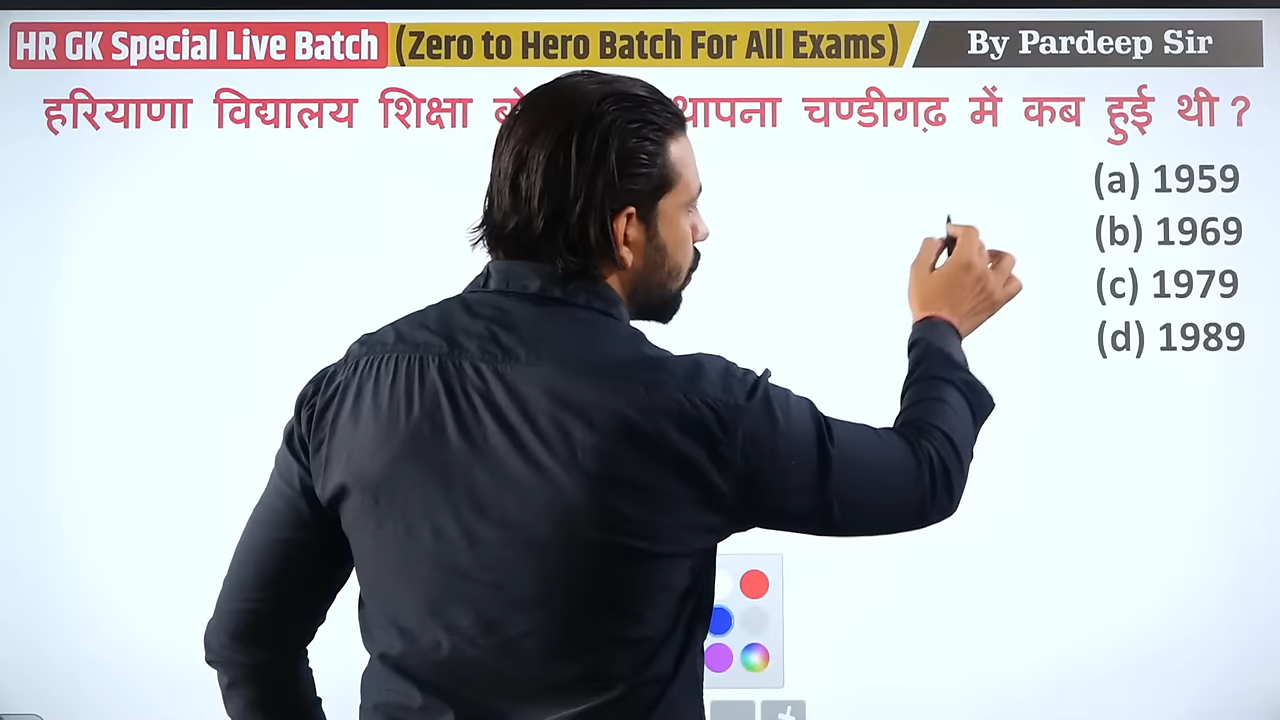 HR GK Special Live Batch (Zero to Hero Batch For All Exams) By Pardeep Sir
हरियाणा विद्यालय शिक्षा चण्डीगढ़ में कब हुई थी ?
(a) 1959
(b) 1969
(c) 1979
(d) 1989